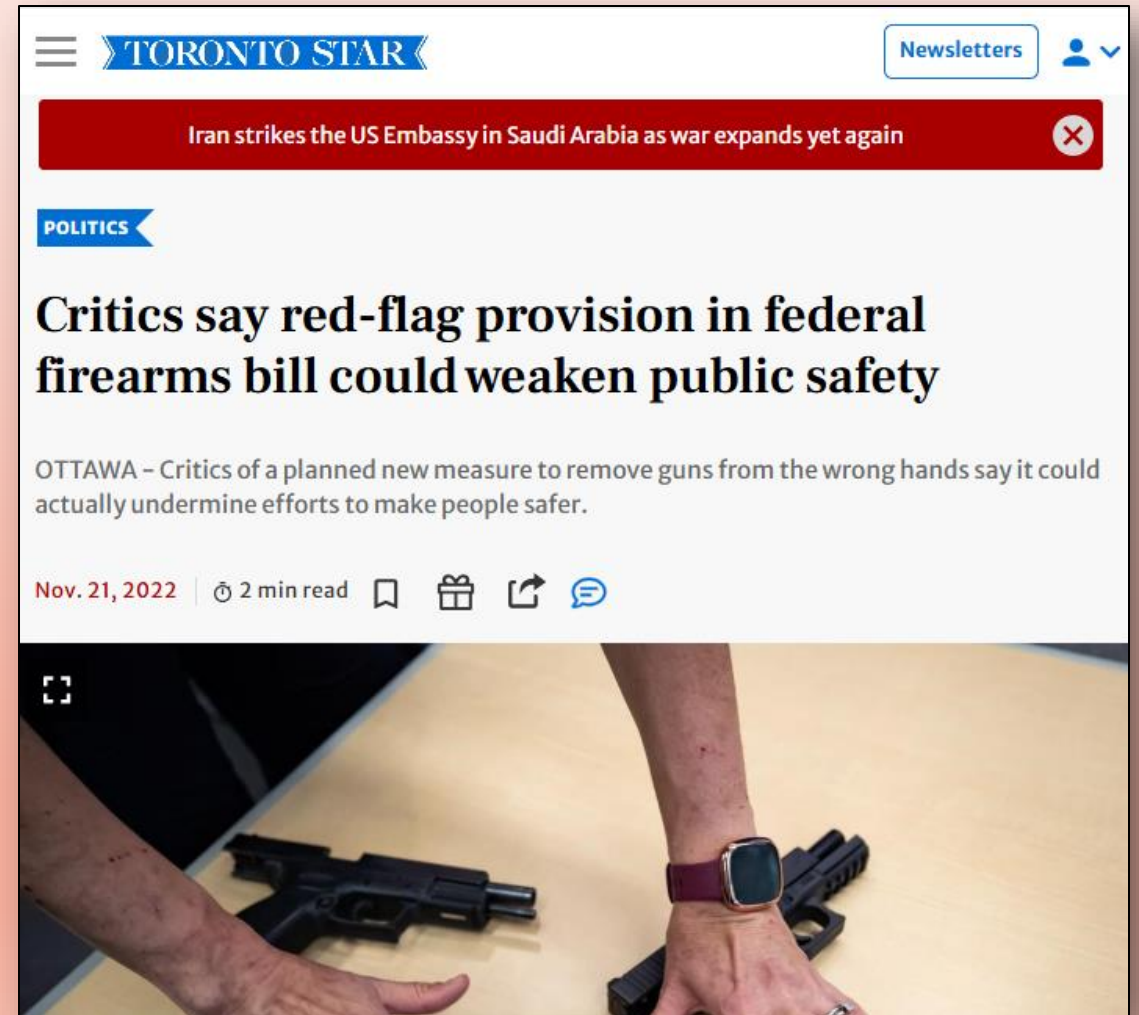 TORONTO STAR
Newsletters
Iran strikes the US Embassy in Saudi Arabia as war expands yet again
POLITICS
Critics say red-flag provision in federal
firearms bill could weaken public safety
OTTAWA – Critics of a planned new measure to remove guns from the wrong hands say it could
actually undermine efforts to make people safer.
Nov. 21, 2022
2 min read